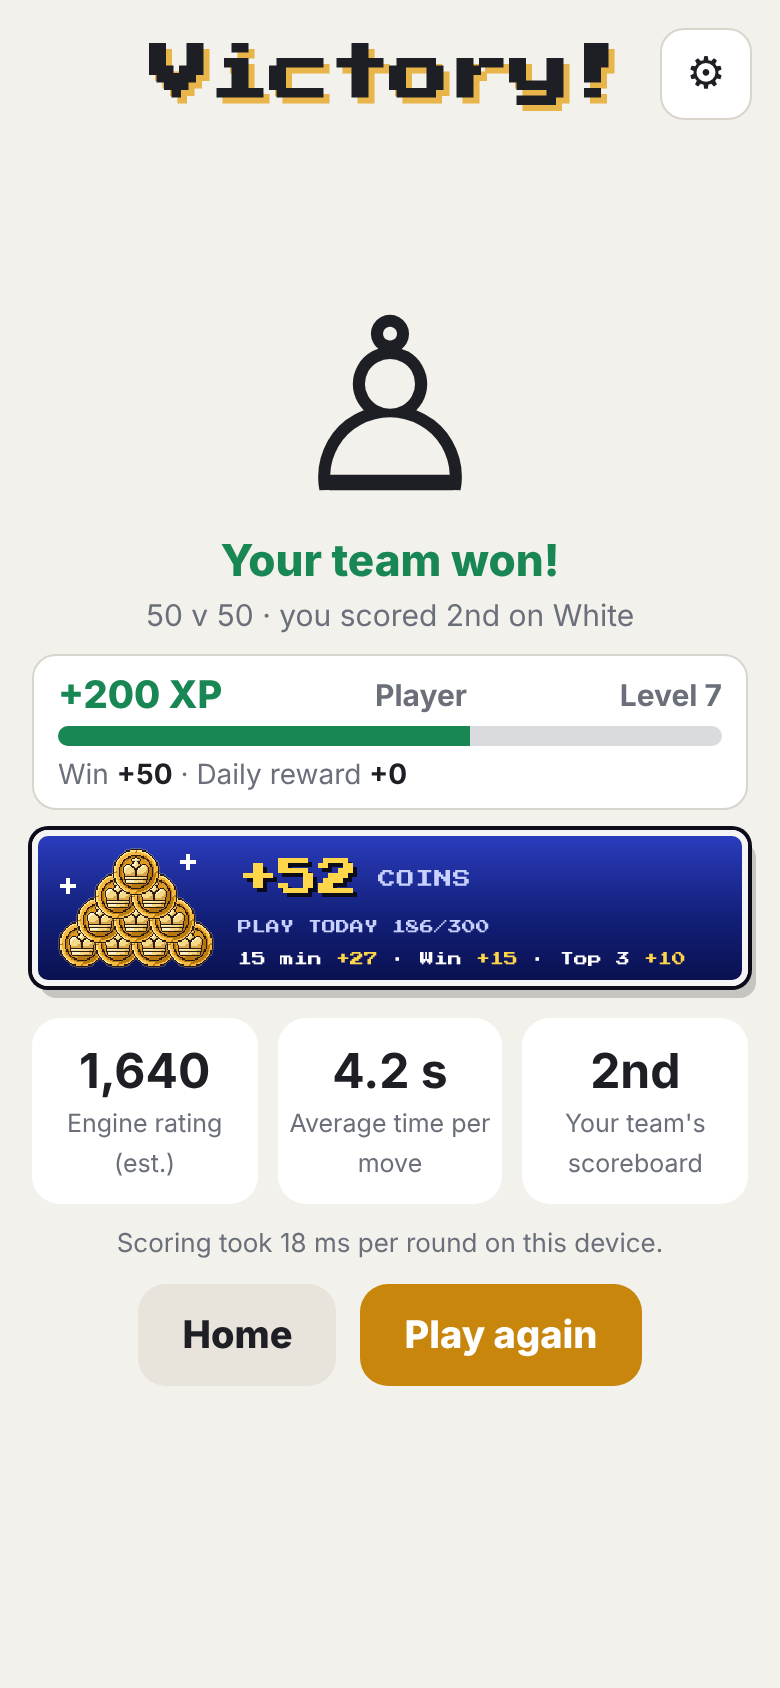 Victory!
Your team won!
50 v 50 · you scored 2nd on White
+200 XP Player Level 7
Win +50 · Daily reward +0
+52 COINS
PLAY TODAY 186/300
15 min +27 · Win +15 · Top 3 +10
1,640 4.2 s 2nd
Engine rating Average time per Your team's
(est.) move scoreboard
Scoring took 18 ms per round on this device.
Home Play again